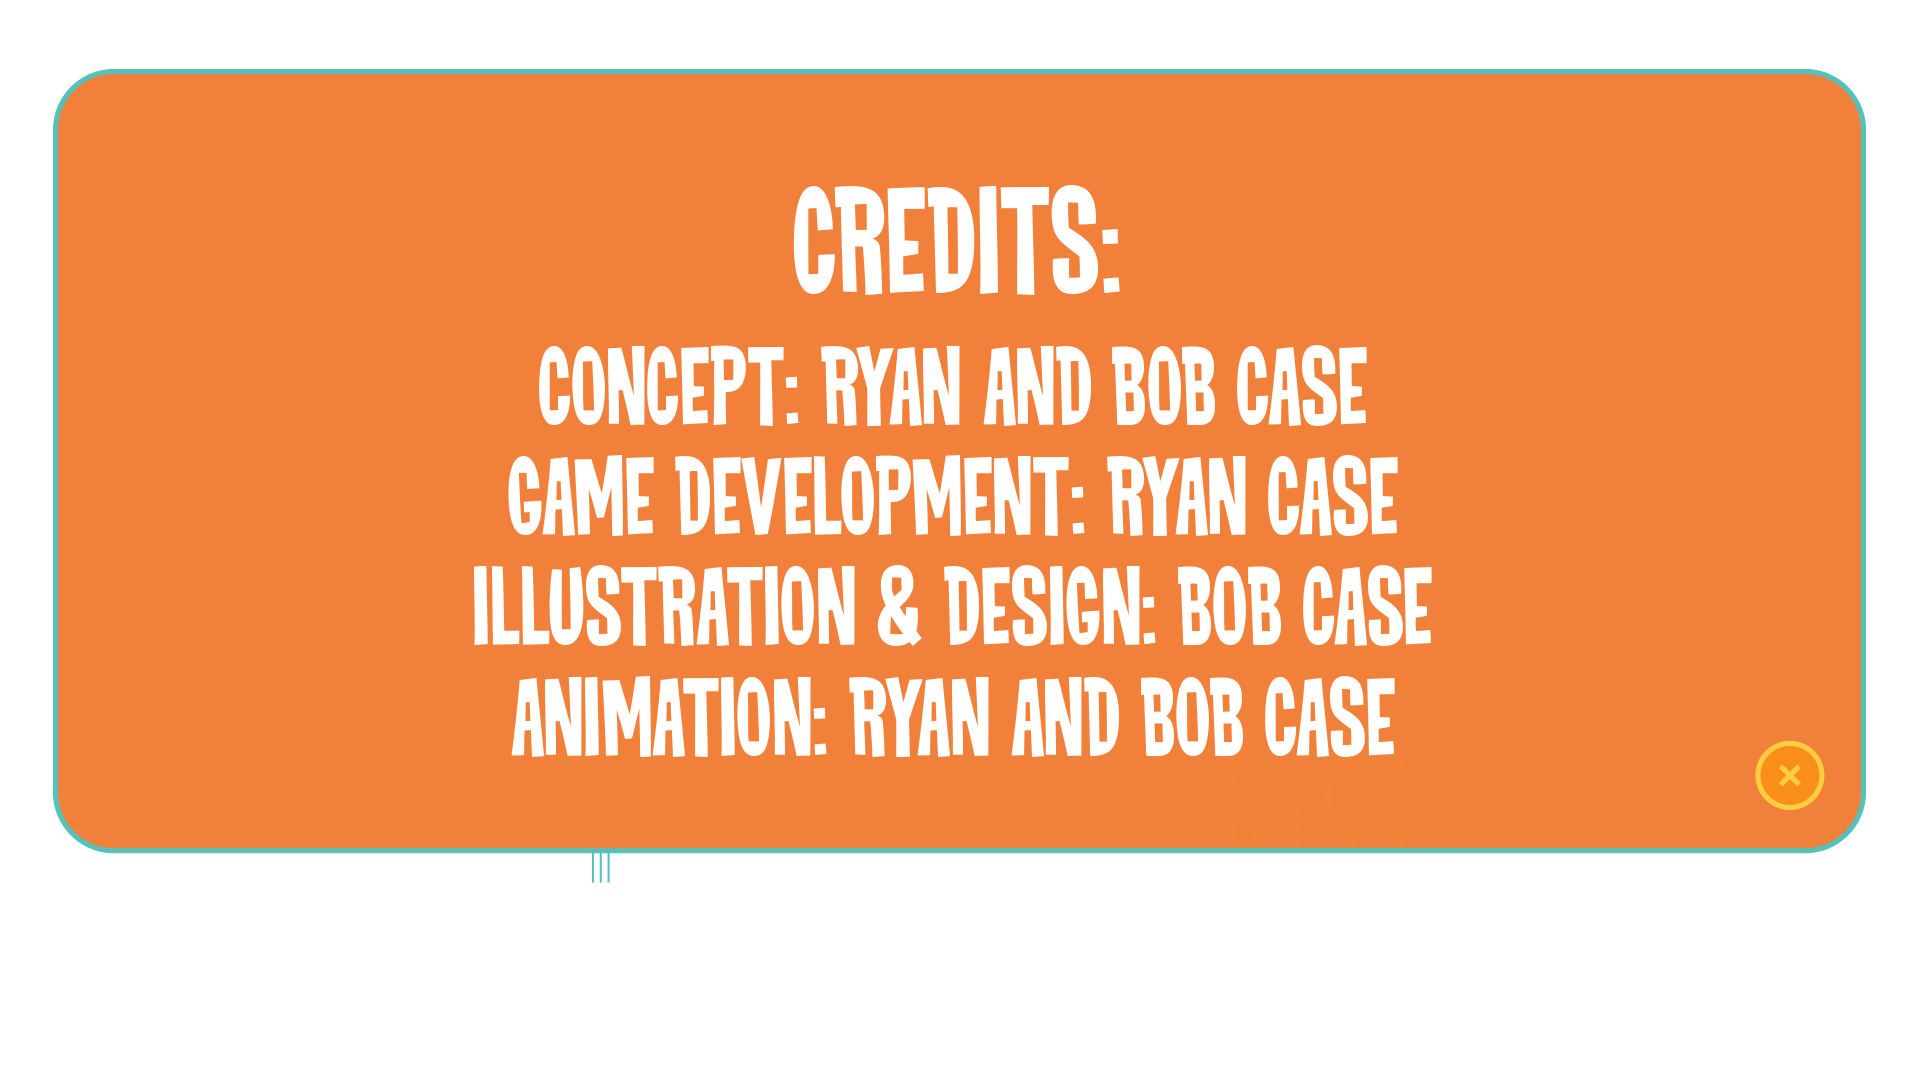 CREDITS:
CONCEPT: RYAN AND BOB CASE
GAME DEVELOPMENT: RYAN CASE
ILLUSTRATION & DESIGN: BOB CASE
ANIMATION: RYAN AND BOB CASE
START